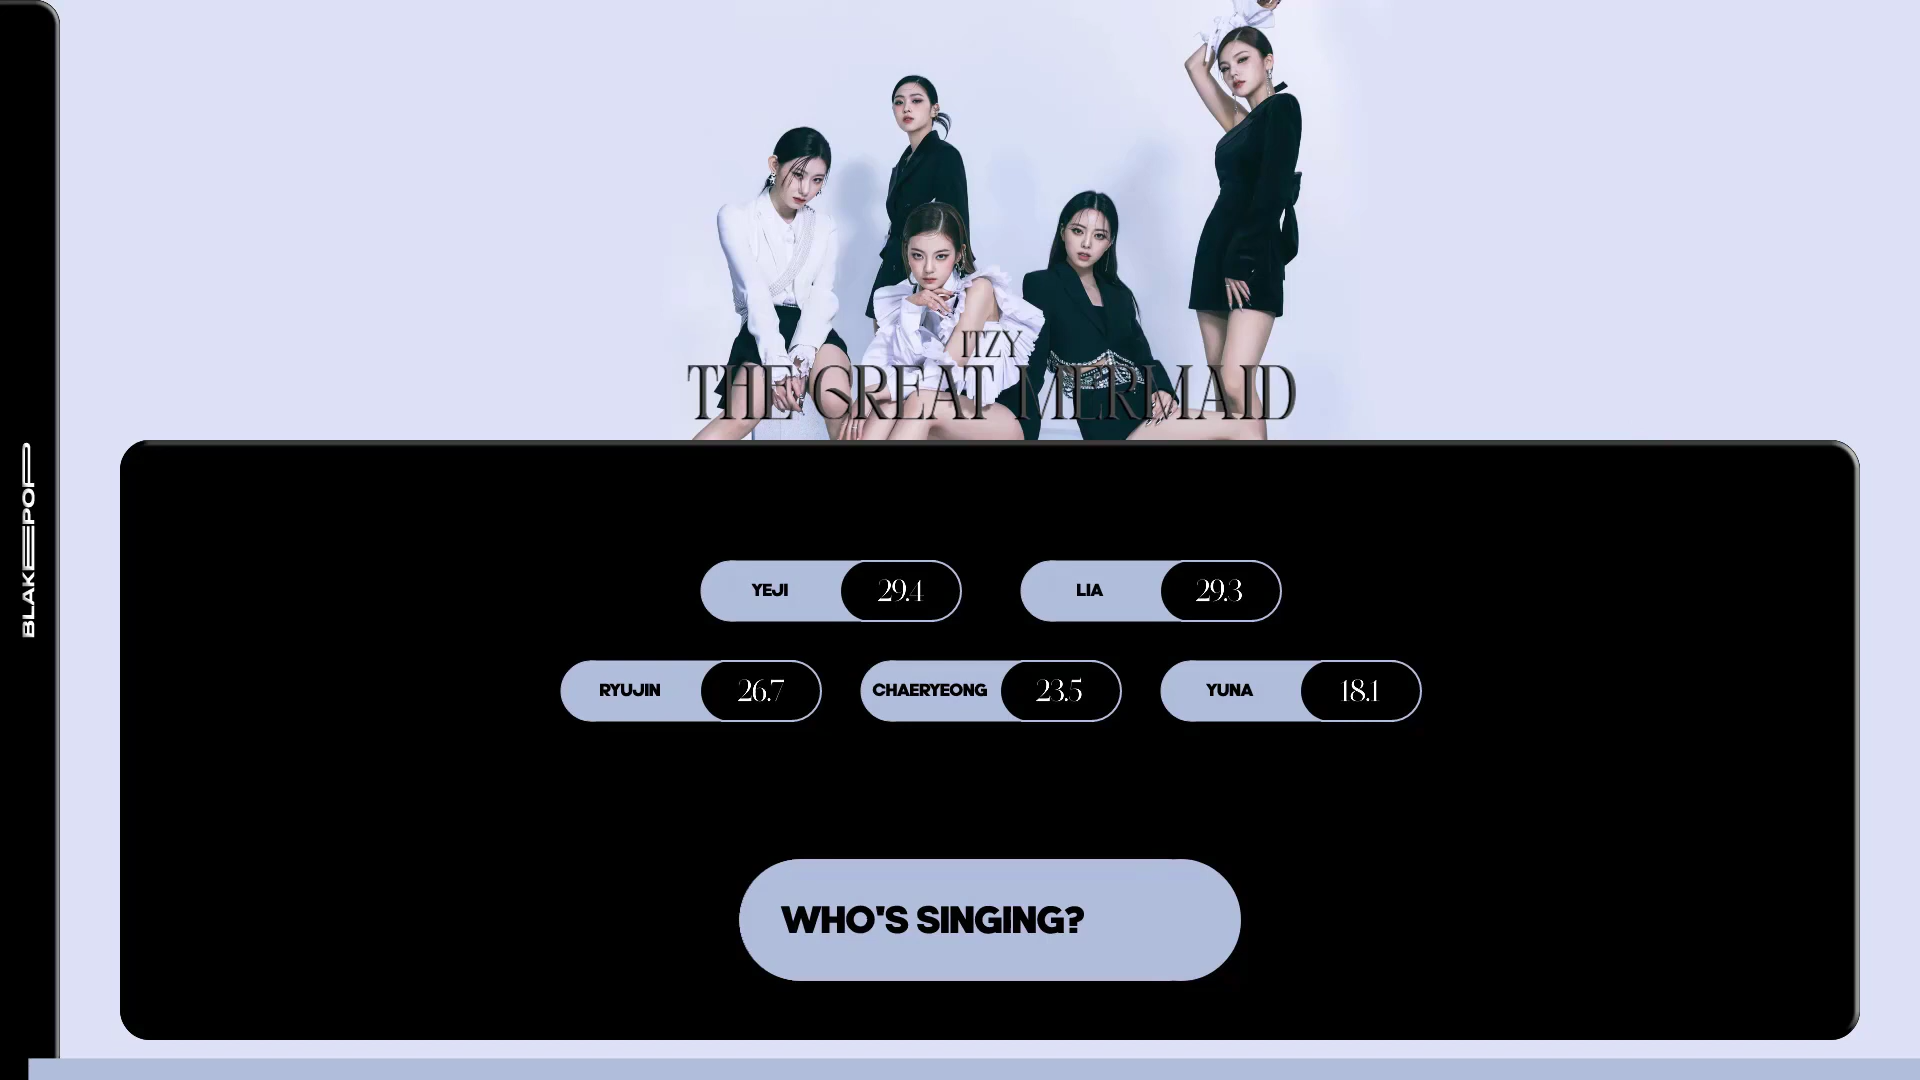 ITZY
THE GREAT MERMAID
BLAKEPOP
YEJI 29.4
LIA 29.3
RYUJIN 26.7
CHAERYEONG 23.5
YUNA 18.1
WHO'S SINGING?